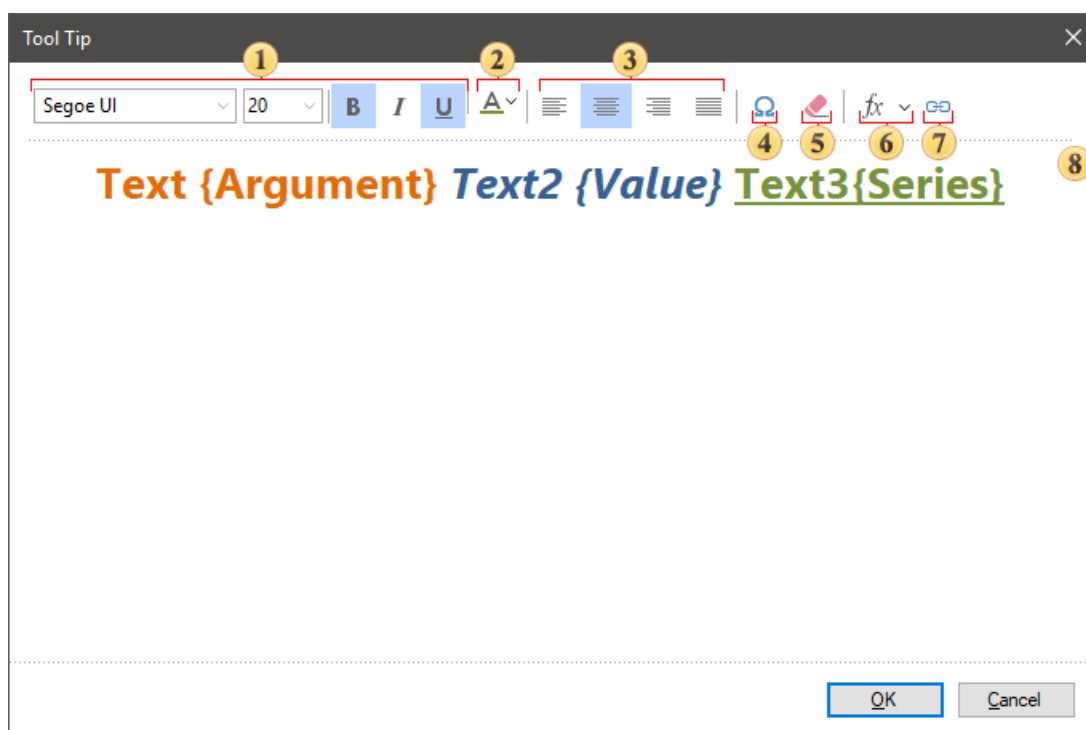 Tool Tip
1 2 3
Segoe UI 20 B I U A Ω fx
4 5 6 7
8
Text {Argument} Text2 {Value} Text3{Series}
OK Cancel